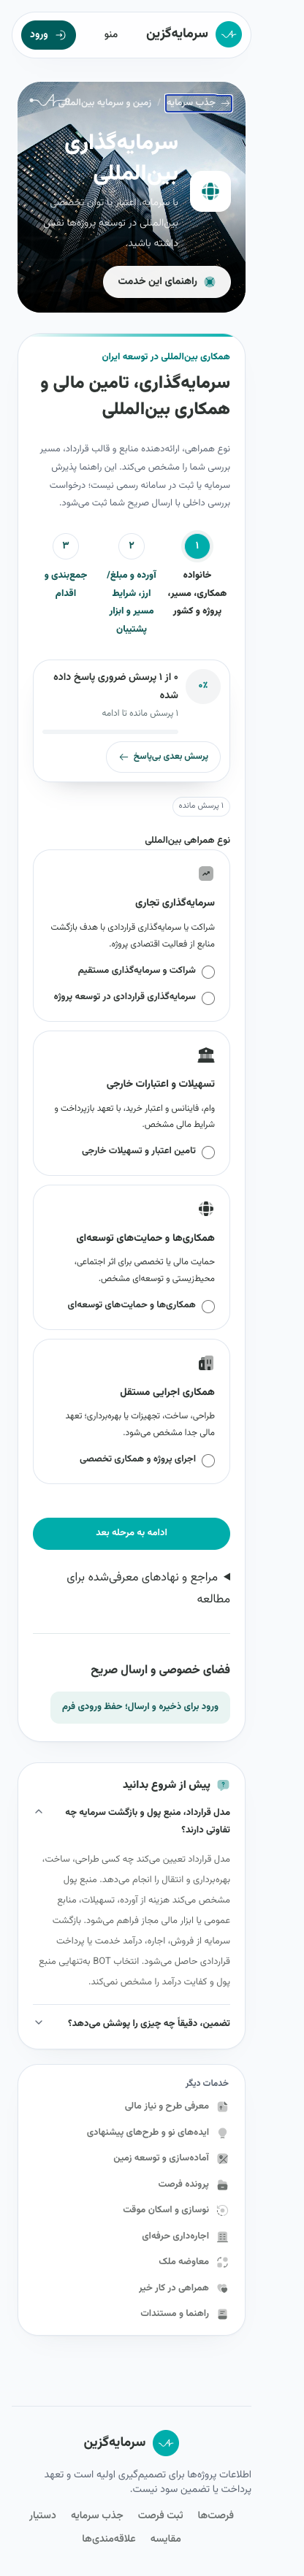 سرمایه‌گزین
منو
ورود
جذب سرمایه / زمین و سرمایه بین‌المللی
سرمایه‌گذاری
بین‌المللی
با سرمایه، اعتبار یا توان تخصصی
بین‌المللی در توسعه پروژه‌ها نقش
داشته باشید.
راهنمای این خدمت
همکاری بین‌المللی در توسعه ایران
سرمایه‌گذاری، تامین مالی و
همکاری بین‌المللی
نوع همراهی، ارائه‌دهنده منابع و قالب قرارداد، مسیر
بررسی شما را مشخص می‌کند. این راهنما پذیرش
سرمایه یا ثبت در سامانه رسمی نیست؛ درخواست
بررسی داخلی با ارسال صریح شما ثبت می‌شود.
۱
خانواده
همکاری، مسیر،
پروژه و کشور
۲
آورده و مبلغ/
ارز، شرایط
مسیر و ابزار
پشتیبان
۳
جمع‌بندی و
اقدام
۰٪
۰ از ۱ پرسش ضروری پاسخ داده
شده
۱ پرسش مانده تا ادامه
پرسش بعدی بی‌پاسخ
۱ پرسش مانده
نوع همراهی بین‌المللی
سرمایه‌گذاری تجاری
شراکت یا سرمایه‌گذاری قراردادی با هدف بازگشت
منابع از فعالیت اقتصادی پروژه.
شراکت و سرمایه‌گذاری مستقیم
سرمایه‌گذاری قراردادی در توسعه پروژه
تسهیلات و اعتبارات خارجی
وام، فاینانس و اعتبار خرید، با تعهد بازپرداخت و
شرایط مالی مشخص.
تامین اعتبار و تسهیلات خارجی
همکاری‌ها و حمایت‌های توسعه‌ای
حمایت مالی یا تخصصی برای اثر اجتماعی،
محیط‌زیستی و توسعه‌ای مشخص.
همکاری‌ها و حمایت‌های توسعه‌ای
همکاری اجرایی مستقل
طراحی، ساخت، تجهیزات یا بهره‌برداری؛ تعهد
مالی جدا مشخص می‌شود.
اجرای پروژه و همکاری تخصصی
ادامه به مرحله بعد
مراجع و نهادهای معرفی‌شده برای
مطالعه
فضای خصوصی و ارسال صریح
ورود برای ذخیره و ارسال؛ حفظ ورودی فرم
پیش از شروع بدانید
مدل قرارداد، منبع پول و بازگشت سرمایه چه
تفاوتی دارند؟
مدل قرارداد تعیین می‌کند چه کسی طراحی، ساخت،
بهره‌برداری و انتقال را انجام می‌دهد. منبع پول
مشخص می‌کند هزینه از آورده، تسهیلات، منابع
عمومی یا ابزار مالی مجاز فراهم می‌شود. بازگشت
سرمایه از فروش، اجاره، درآمد خدمت یا پرداخت
قراردادی حاصل می‌شود. انتخاب BOT به‌تنهایی منبع
پول و کفایت درآمد را مشخص نمی‌کند.
تضمین، دقیقاً چه چیزی را پوشش می‌دهد؟
خدمات دیگر
معرفی طرح و نیاز مالی
ایده‌های نو و طرح‌های پیشنهادی
آماده‌سازی و توسعه زمین
پرونده فرصت
نوسازی و اسکان موقت
اجاره‌داری حرفه‌ای
معاوضه ملک
همراهی در کار خیر
راهنما و مستندات
سرمایه‌گزین
اطلاعات پروژه‌ها برای تصمیم‌گیری اولیه است و تعهد
پرداخت یا تضمین سود نیست.
فرصت‌ها ثبت فرصت جذب سرمایه دستیار
مقایسه علاقه‌مندی‌ها